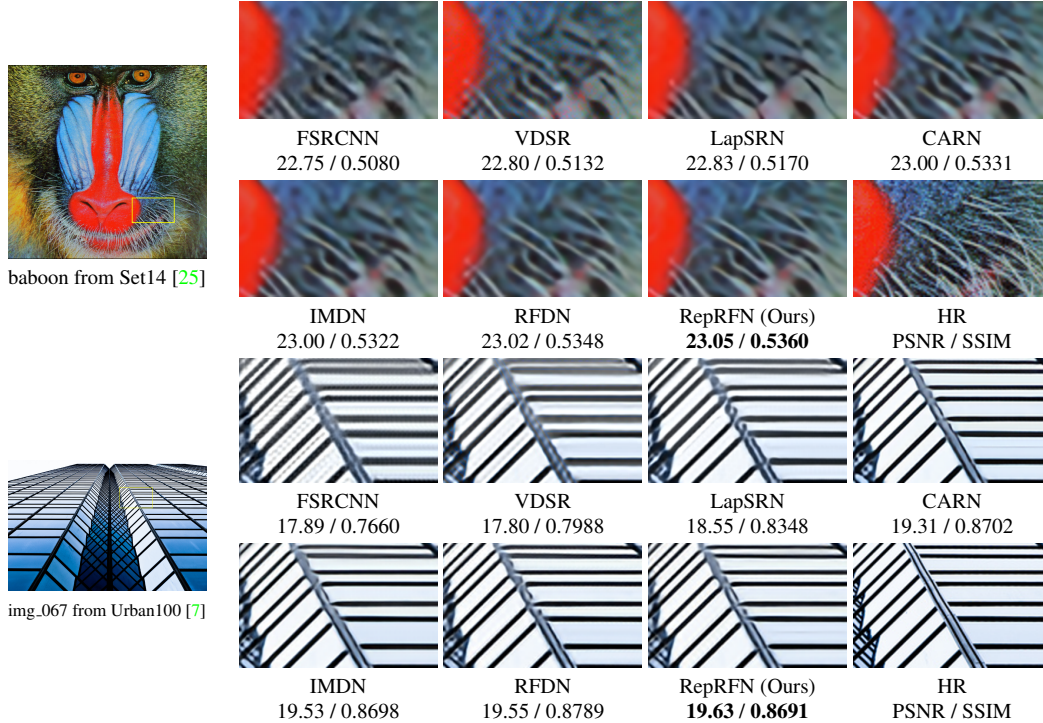 FSRCNN VDSR LapSRN CARN
22.75 / 0.5080 22.80 / 0.5132 22.83 / 0.5170 23.00 / 0.5331
baboon from Set14 [25]
IMDN RFDN RepRFN (Ours) HR
23.00 / 0.5322 23.02 / 0.5348 23.05 / 0.5360 PSNR / SSIM
FSRCNN VDSR LapSRN CARN
17.89 / 0.7660 17.80 / 0.7988 18.55 / 0.8348 19.31 / 0.8702
img_067 from Urban100 [7]
IMDN RFDN RepRFN (Ours) HR
19.53 / 0.8698 19.55 / 0.8789 19.63 / 0.8691 PSNR / SSIM